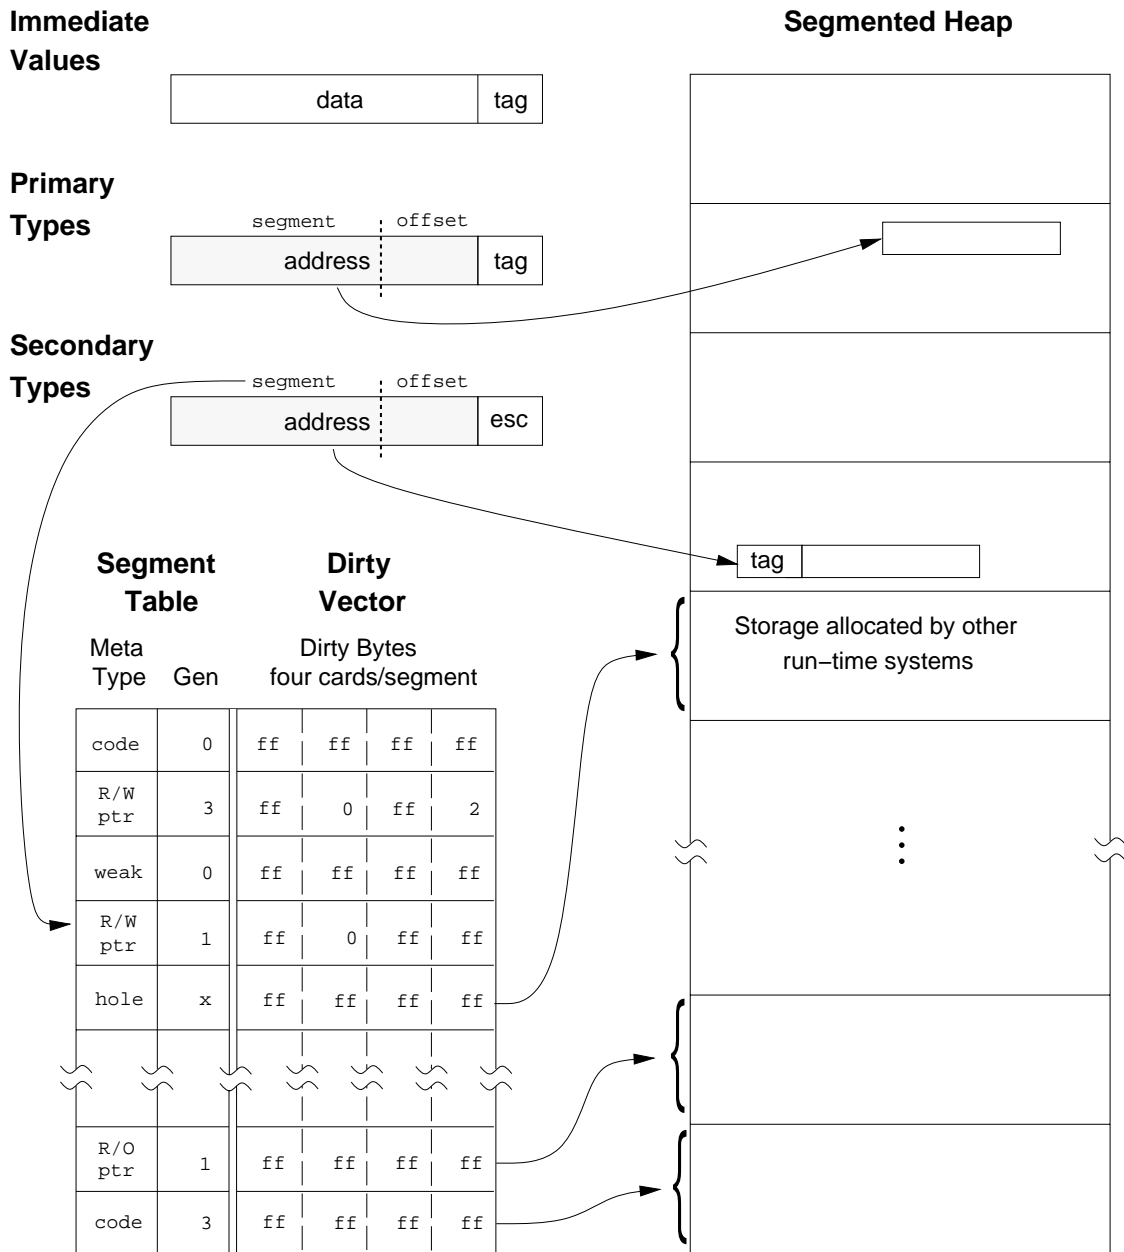 Immediate
Values
data tag
Primary
Types
segment offset
address tag
Secondary
Types
segment offset
address esc
Segmented Heap
tag
Storage allocated by other
run-time systems
Segment
Table
Dirty
Vector
Meta
Type Gen
Dirty Bytes
four cards/segment
code 0 ff ff ff ff
R/W
ptr 3 ff 0 ff 2
weak 0 ff ff ff ff
R/W
ptr 1 ff 0 ff ff
hole x ff ff ff ff
R/O
ptr 1 ff ff ff ff
code 3 ff ff ff ff